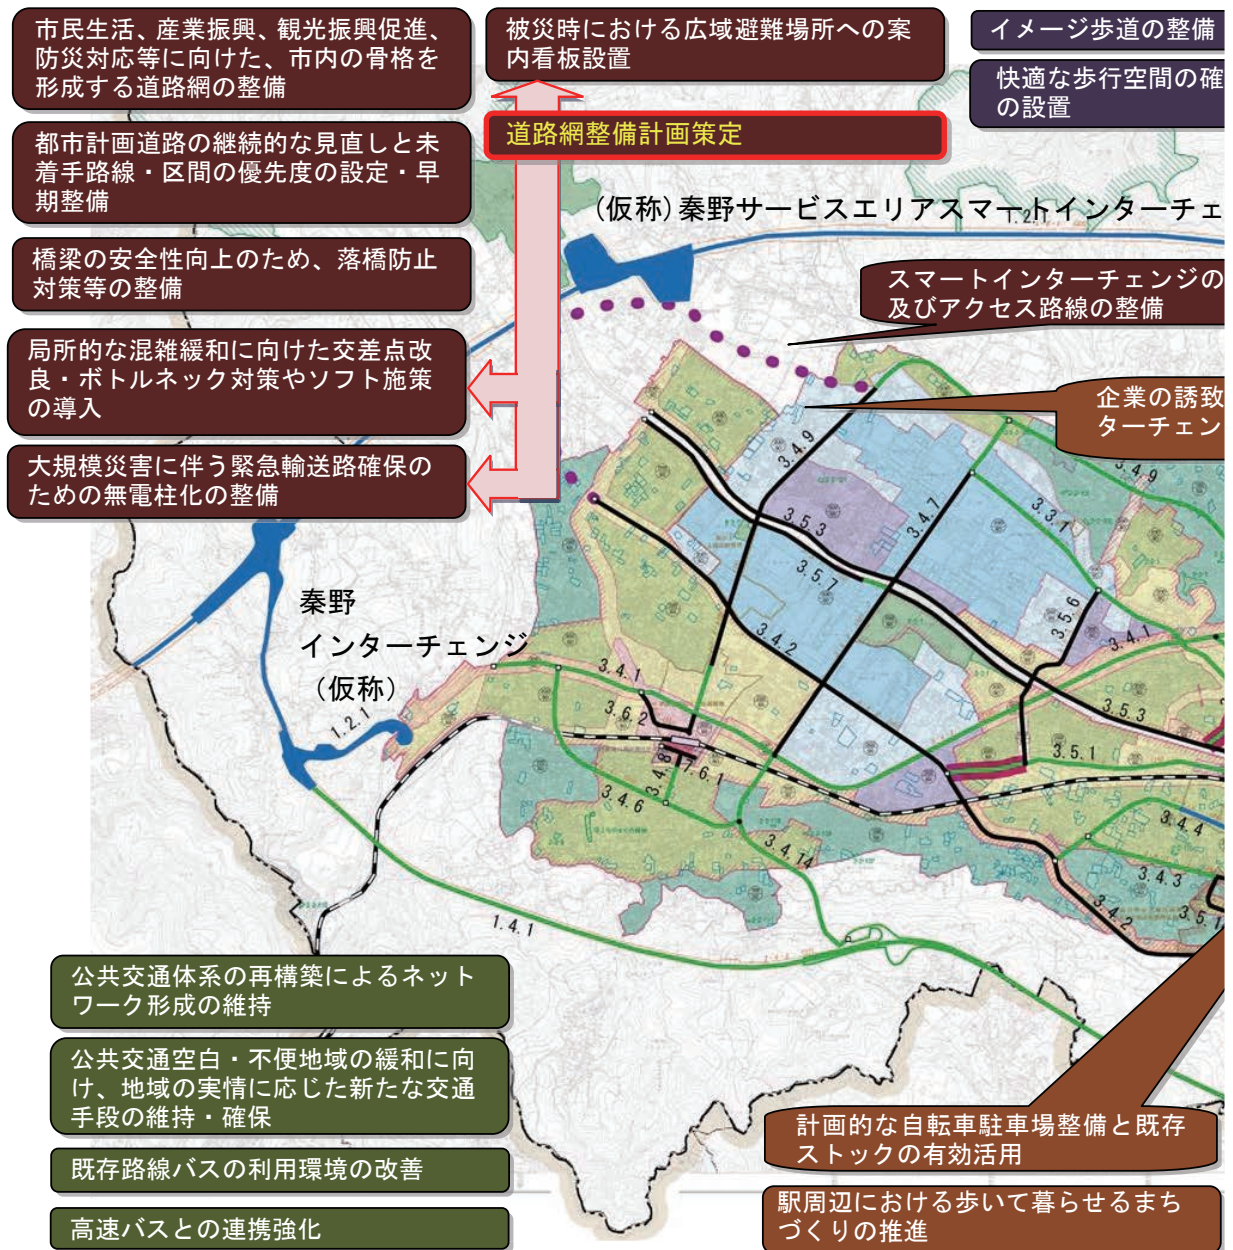 市民生活、産業振興、観光振興促進、
防災対応等に向けた、市内の骨格を
形成する道路網の整備
被災時における広域避難場所への案
内看板設置
イメージ歩道の整備
快適な歩行空間の確
の設置
道路網整備計画策定
都市計画道路の継続的な見直しと未
着手路線・区間の優先度の設定・早
期整備
(仮称)秦野サービスエリアスマートインターチェ
1.2.1
橋梁の安全性向上のため、落橋防止
対策等の整備
スマートインターチェンジの
及びアクセス路線の整備
局所的な混雑緩和に向けた交差点改
良・ボトルネック対策やソフト施策
の導入
企業の誘致
ターチェン
大規模災害に伴う緊急輸送路確保の
ための無電柱化の整備
3.4.9
3.4.9
3.4.7
3.3.1
3.5.3
3.5.7
3.5.6
3.4.2
3.4.1
秦野
インターチェンジ
(仮称)
3.4.1
3.6.2
1.2.1
3.5.3
3.5.1
3.4.8
7.6.1
3.4.6
3.4.4
3.4.14
3.4.3
3.4.2
3.5.1
1.4.1
公共交通体系の再構築によるネット
ワーク形成の維持
公共交通空白・不便地域の緩和に向
け、地域の実情に応じた新たな交通
手段の維持・確保
既存路線バスの利用環境の改善
高速バスとの連携強化
計画的な自転車駐車場整備と既存
ストックの有効活用
駅周辺における歩いて暮らせるまち
づくりの推進